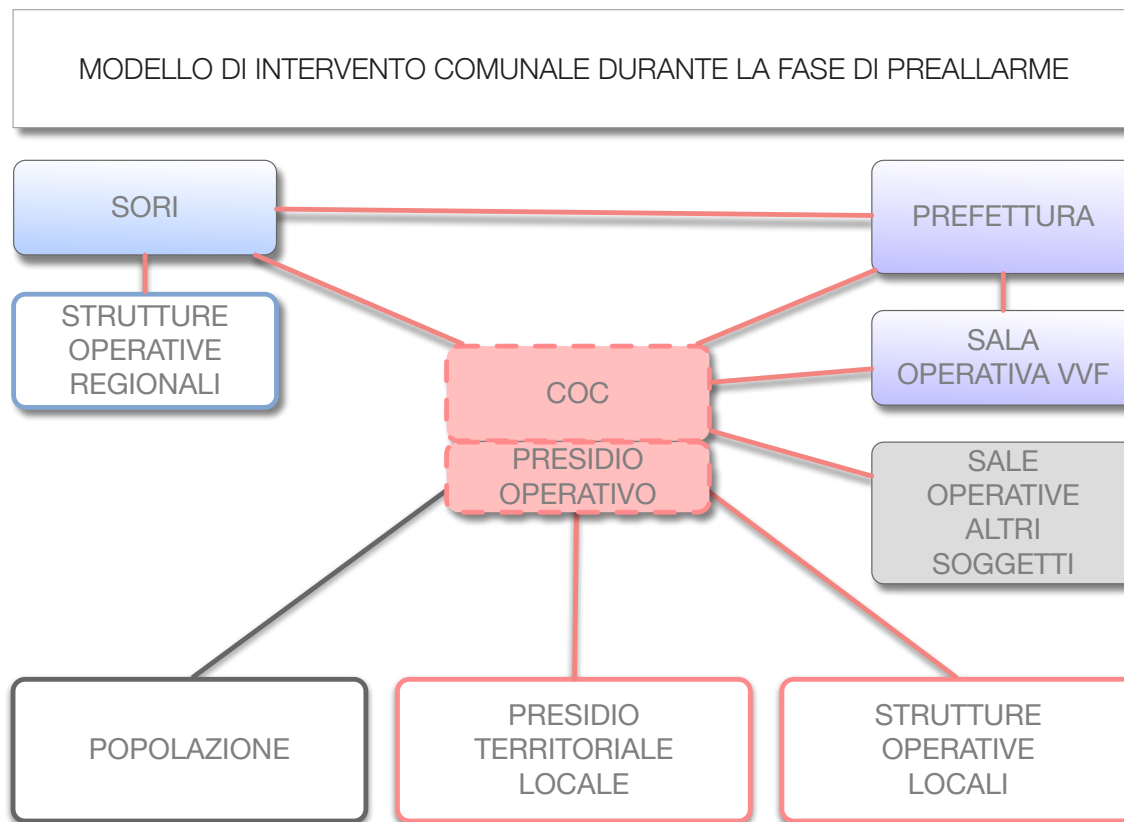 MODELLO DI INTERVENTO COMUNALE DURANTE LA FASE DI PREALLARME
SORI
PREFETTURA
STRUTTURE
OPERATIVE
REGIONALI
SALA
OPERATIVA VVF
COC
PRESIDIO
OPERATIVO
SALE
OPERATIVE
ALTRI
SOGGETTI
POPOLAZIONE
PRESIDIO
TERRITORIALE
LOCALE
STRUTTURE
OPERATIVE
LOCALI